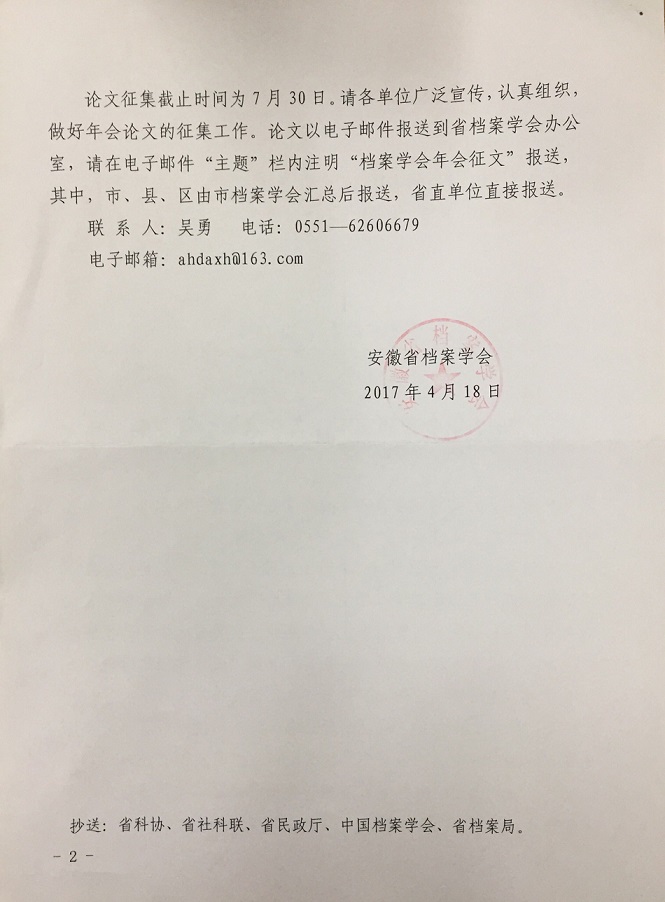 论文征集截止时间为7月30日。请各单位广泛宣传，认真组织，
做好年会论文的征集工作。论文以电子邮件报送到省档案学会办公
室，请在电子邮件“主题”栏内注明“档案学会年会征文”报送，
其中，市、县、区由市档案学会汇总后报送，省直单位直接报送。
联 系 人：吴勇 电话：0551—62606679
电子邮箱：ahdaxh@163.com
安徽省档案学会
安徽省档案学会
2017年4月18日
抄送：省科协、省社科联、省民政厅、中国档案学会、省档案局。
- 2 -